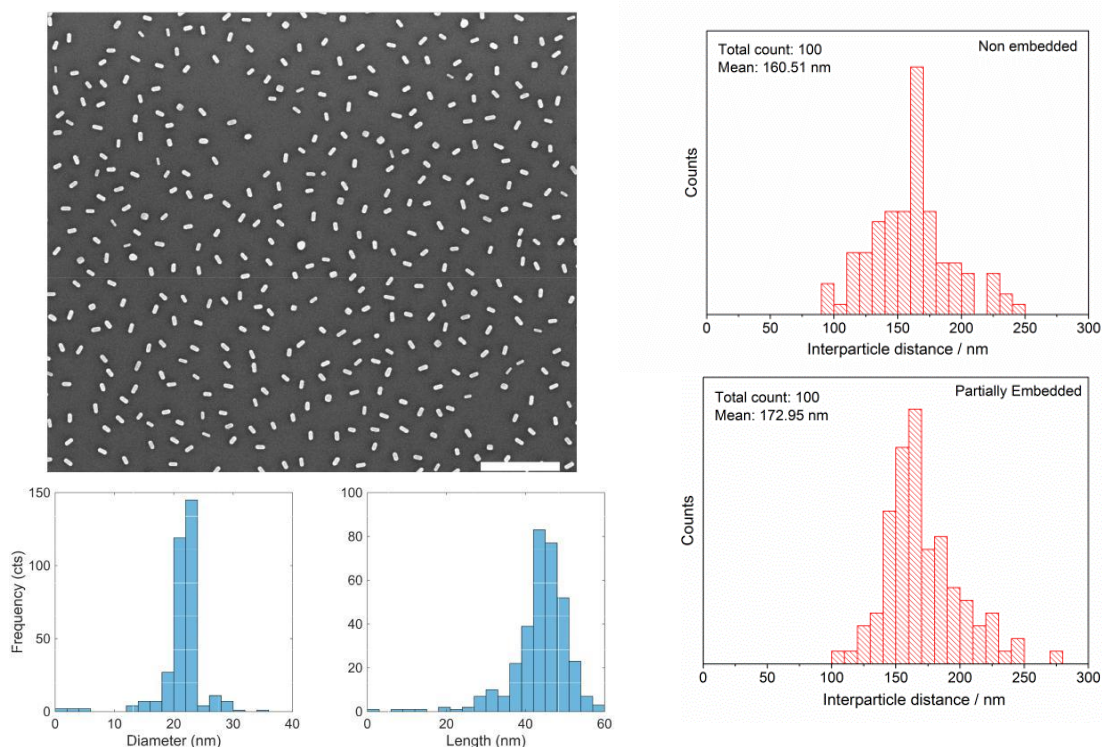 Total count: 100
Mean: 160.51 nm
Non embedded
Counts
0 50 100 150 200 250 300
Interparticle distance / nm
Total count: 100
Mean: 172.95 nm
Partially Embedded
Counts
0 50 100 150 200 250 300
Interparticle distance / nm
150
100
50
0
Frequency (cts)
0 10 20 30 40
Diameter (nm)
100
80
60
40
20
0
0 20 40 60
Length (nm)